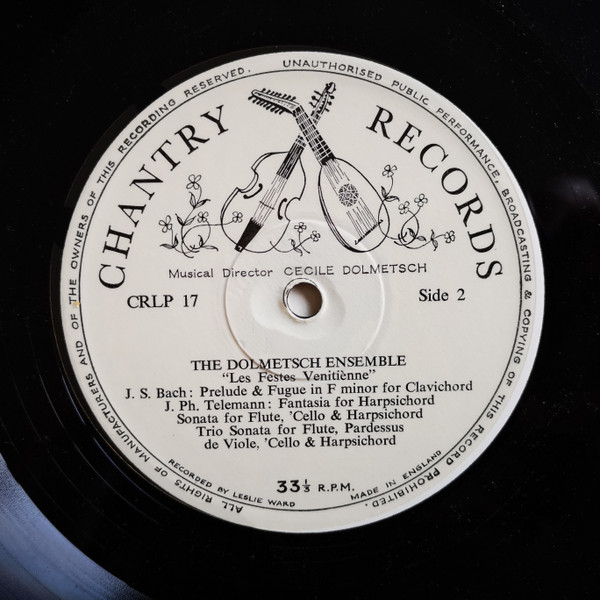 ALL RIGHTS OF MANUFACTURERS AND OF THE OWNERS OF THIS RECORDING RESERVED. UNAUTHORISED PUBLIC PERFORMANCE, BROADCASTING & COPYING OF THIS RECORD PROHIBITED.
CHANTRY RECORDS
Musical Director CECILE DOLMETSCH
CRLP 17 Side 2
THE DOLMETSCH ENSEMBLE
"Les Festes Venitiènne"
J. S. Bach: Prelude & Fugue in F minor for Clavichord
J. Ph. Telemann: Fantasia for Harpsichord
Sonata for Flute, 'Cello & Harpsichord
Trio Sonata for Flute, Pardessus
de Viole, 'Cello & Harpsichord
RECORDED BY LESLIE WARD
33⅓ R.P.M.
MADE IN ENGLAND